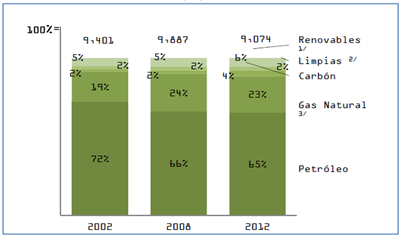 100%=
9,401 9,887 9,074
Renovables 1/
5% 5% 6%
Limpias 2/
2% 2% 2%
Carbón
2% 2% 4%
19% 24% 23%
Gas Natural 3/
72% 66% 65%
Petróleo
2002 2008 2012